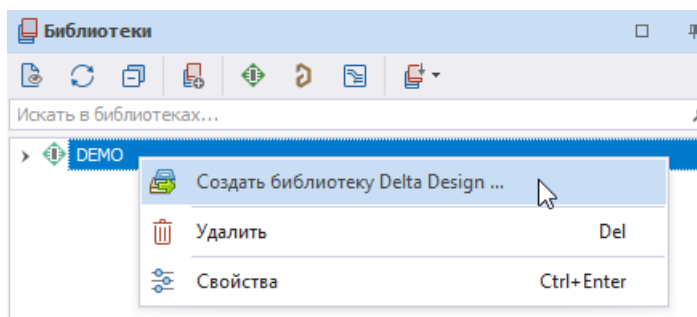 Библиотеки
Искать в библиотеках...
DEMO
Создать библиотеку Delta Design ...
Удалить Del
Свойства Ctrl+Enter